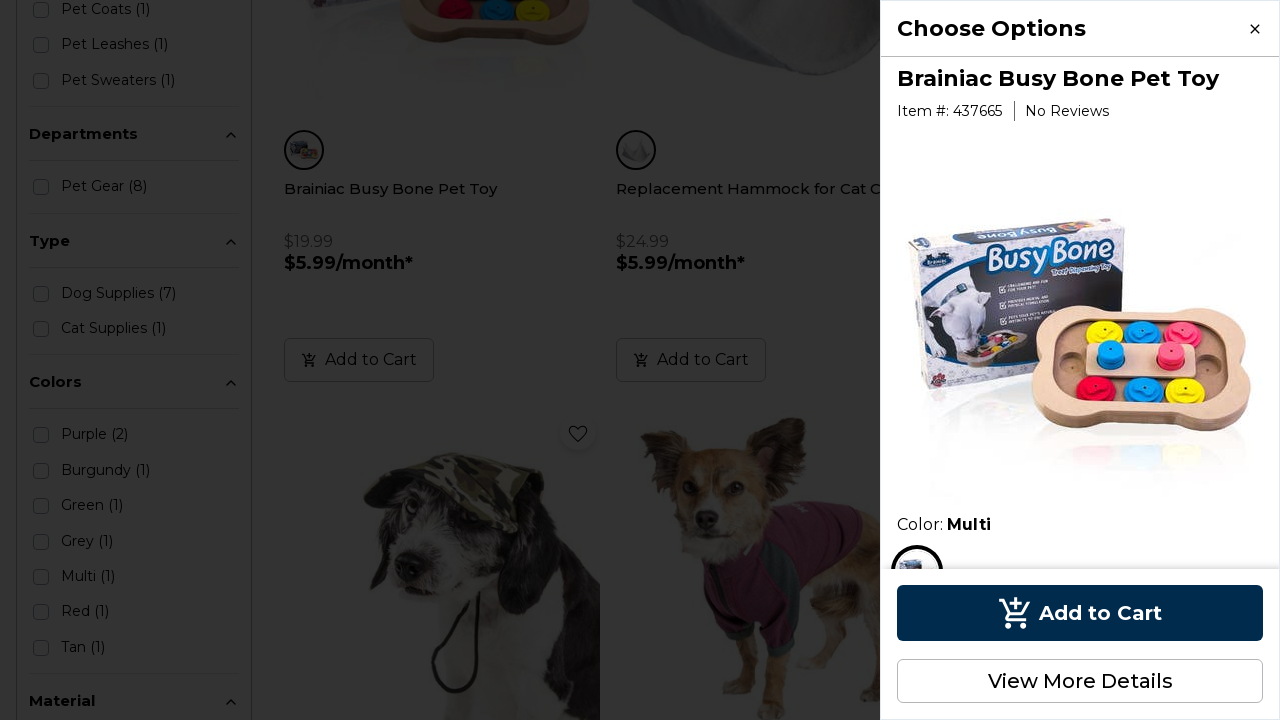 Pet Coats (1)
Pet Leashes (1)
Pet Sweaters (1)
Departments
Pet Gear (8)
Type
Dog Supplies (7)
Cat Supplies (1)
Colors
Purple (2)
Burgundy (1)
Green (1)
Grey (1)
Multi (1)
Red (1)
Tan (1)
Material
Brainiac Busy Bone Pet Toy
$19.99
$5.99/month*
Add to Cart
Replacement Hammock for Cat C
$24.99
$5.99/month*
Add to Cart
Choose Options
Brainiac Busy Bone Pet Toy
Item #: 437665
No Reviews
Busy Bone
BRAINIAC
Busy Bone
Treat Dispensing Toy
Color: Multi
Add to Cart
View More Details